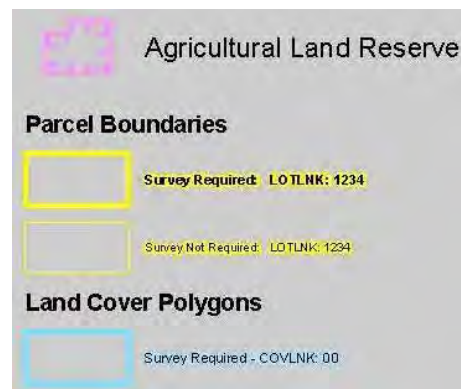 Agricultural Land Reserve
Parcel Boundaries
Survey Required: LOTLNK: 1234
Survey Not Required: LOTLNK: 1234
Land Cover Polygons
Survey Required - COVLNK: 00